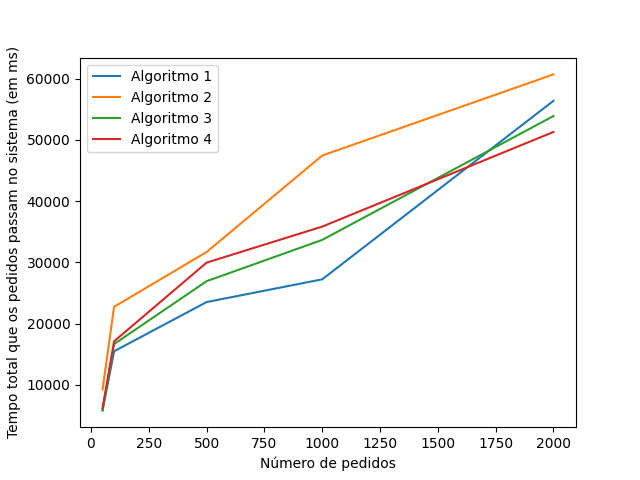 Tempo total que os pedidos passam no sistema (em ms)
60000
50000
40000
30000
20000
10000
Algoritmo 1
Algoritmo 2
Algoritmo 3
Algoritmo 4
0 250 500 750 1000 1250 1500 1750 2000
Número de pedidos